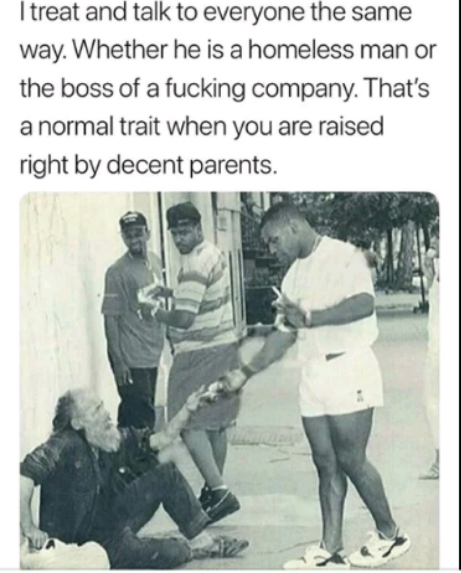 I treat and talk to everyone the same
way. Whether he is a homeless man or
the boss of a fucking company. That's
a normal trait when you are raised
right by decent parents.